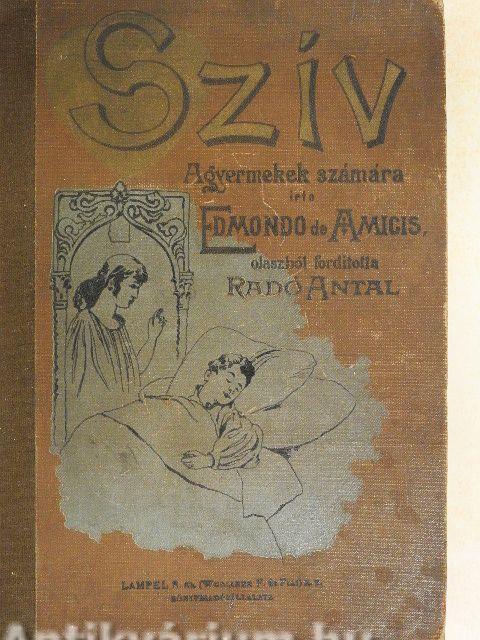 Szív
A gyermekek számára
írta
EDMONDO de AMICIS,
olaszból fordította
RADÓ ANTAL
LAMPEL R. KK. (WODIANER F. ÉS FIAI) R. T.
KÖNYVKIADÓVÁLLALATA
Antikvárium.hu